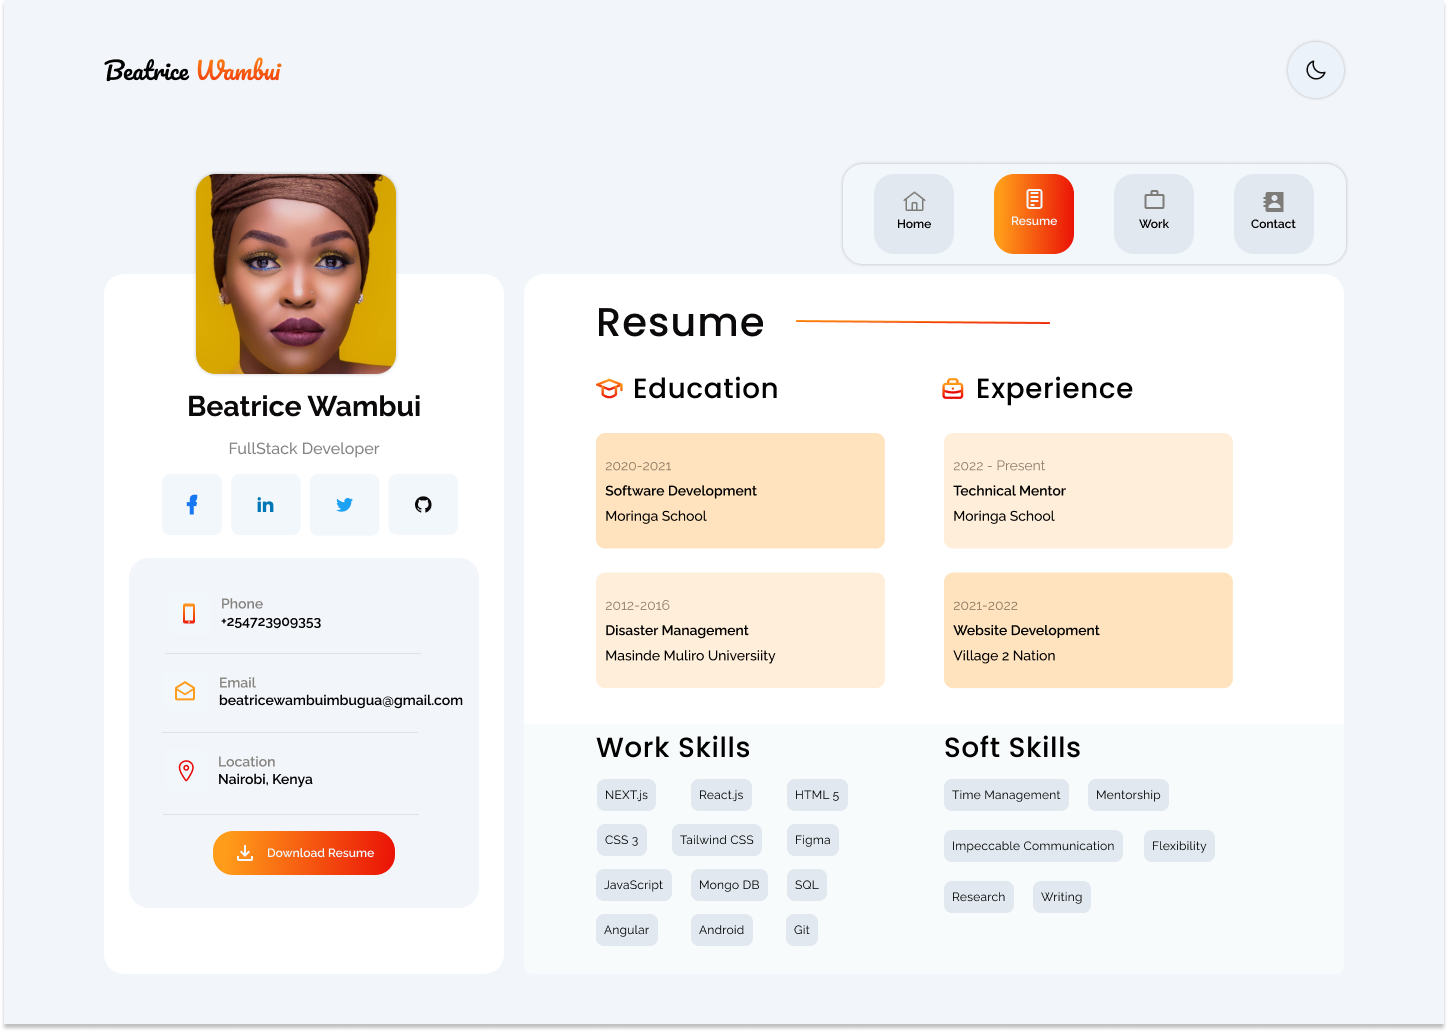 Beatrice Wambui
Home
Resume
Work
Contact
Beatrice Wambui
FullStack Developer
Phone
+254723909353
Email
beatricewambuimbugua@gmail.com
Location
Nairobi, Kenya
Download Resume
Resume
Education
2020-2021
Software Development
Moringa School
2012-2016
Disaster Management
Masinde Muliro Universiity
Experience
2022 - Present
Technical Mentor
Moringa School
2021-2022
Website Development
Village 2 Nation
Work Skills
NEXT.js React.js HTML 5
CSS 3 Tailwind CSS Figma
JavaScript Mongo DB SQL
Angular Android Git
Soft Skills
Time Management Mentorship
Impeccable Communication Flexibility
Research Writing